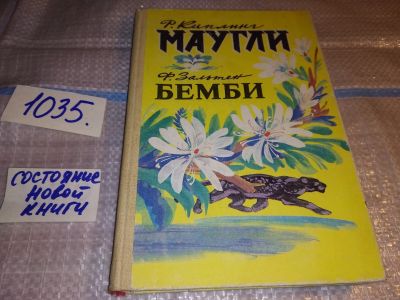 Р. Киплинг
МАУГЛИ
Ф. Зальтен
БЕМБИ
1035.
состояние
новой
книги